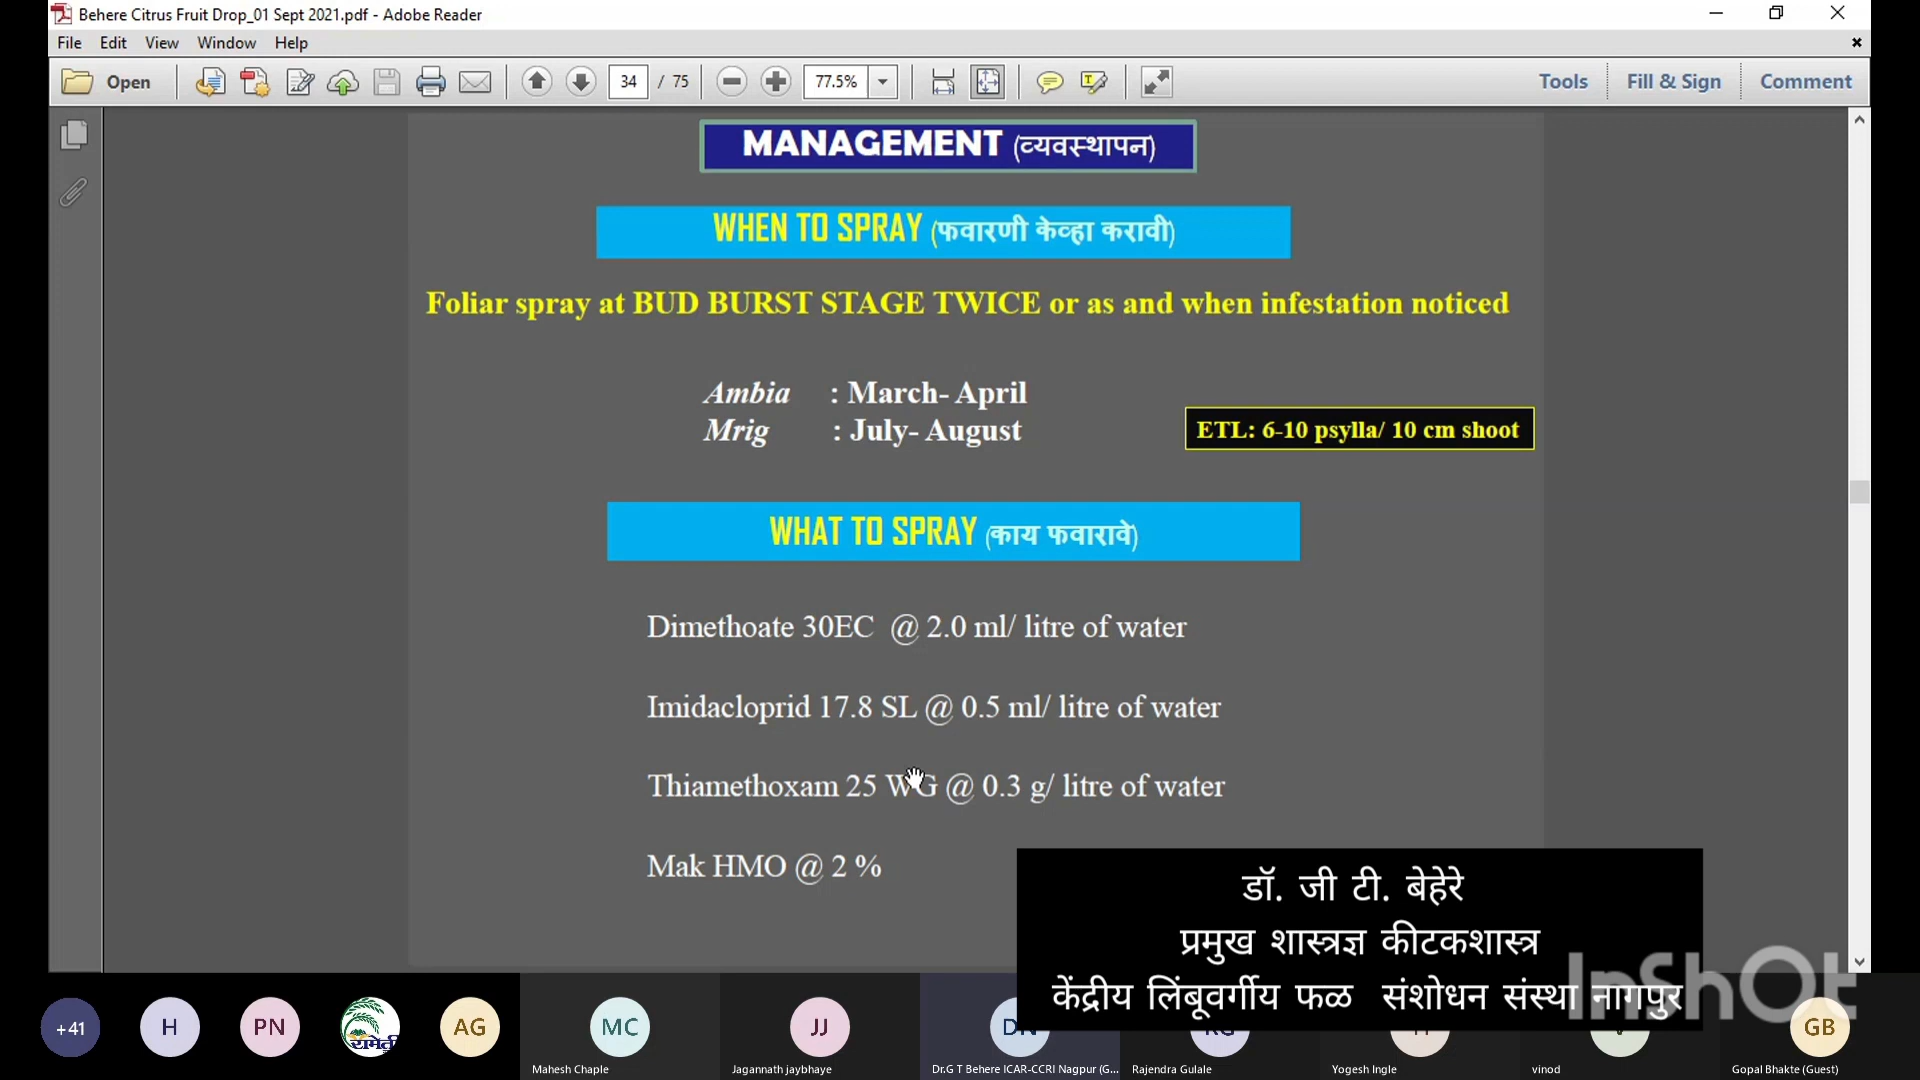 Behere Citrus Fruit Drop_01 Sept 2021.pdf - Adobe Reader
File Edit View Window Help
Open 34 / 75 77.5% Tools Fill & Sign Comment
MANAGEMENT (व्यवस्थापन)
WHEN TO SPRAY (फवारणी केव्हा करावी)
Foliar spray at BUD BURST STAGE TWICE or as and when infestation noticed
Ambia : March- April
Mrig : July- August
ETL: 6-10 psylla/ 10 cm shoot
WHAT TO SPRAY (काय फवारावे)
Dimethoate 30EC @ 2.0 ml/ litre of water
Imidacloprid 17.8 SL @ 0.5 ml/ litre of water
Thiamethoxam 25 WG @ 0.3 g/ litre of water
Mak HMO @ 2 %
डॉ. जी टी. बेहेरे
प्रमुख शास्त्रज्ञ कीटकशास्त्र
केंद्रीय लिंबूवर्गीय फळ संशोधन संस्था नागपुर
InShOt
+41 H PN रामेती AG MC JJ GB
Mahesh Chaple Jagannath jaybhaye Dr.G T Behere ICAR-CCRI Nagpur (G... Rajendra Gulale Yogesh Ingle vinod Gopal Bhakte (Guest)